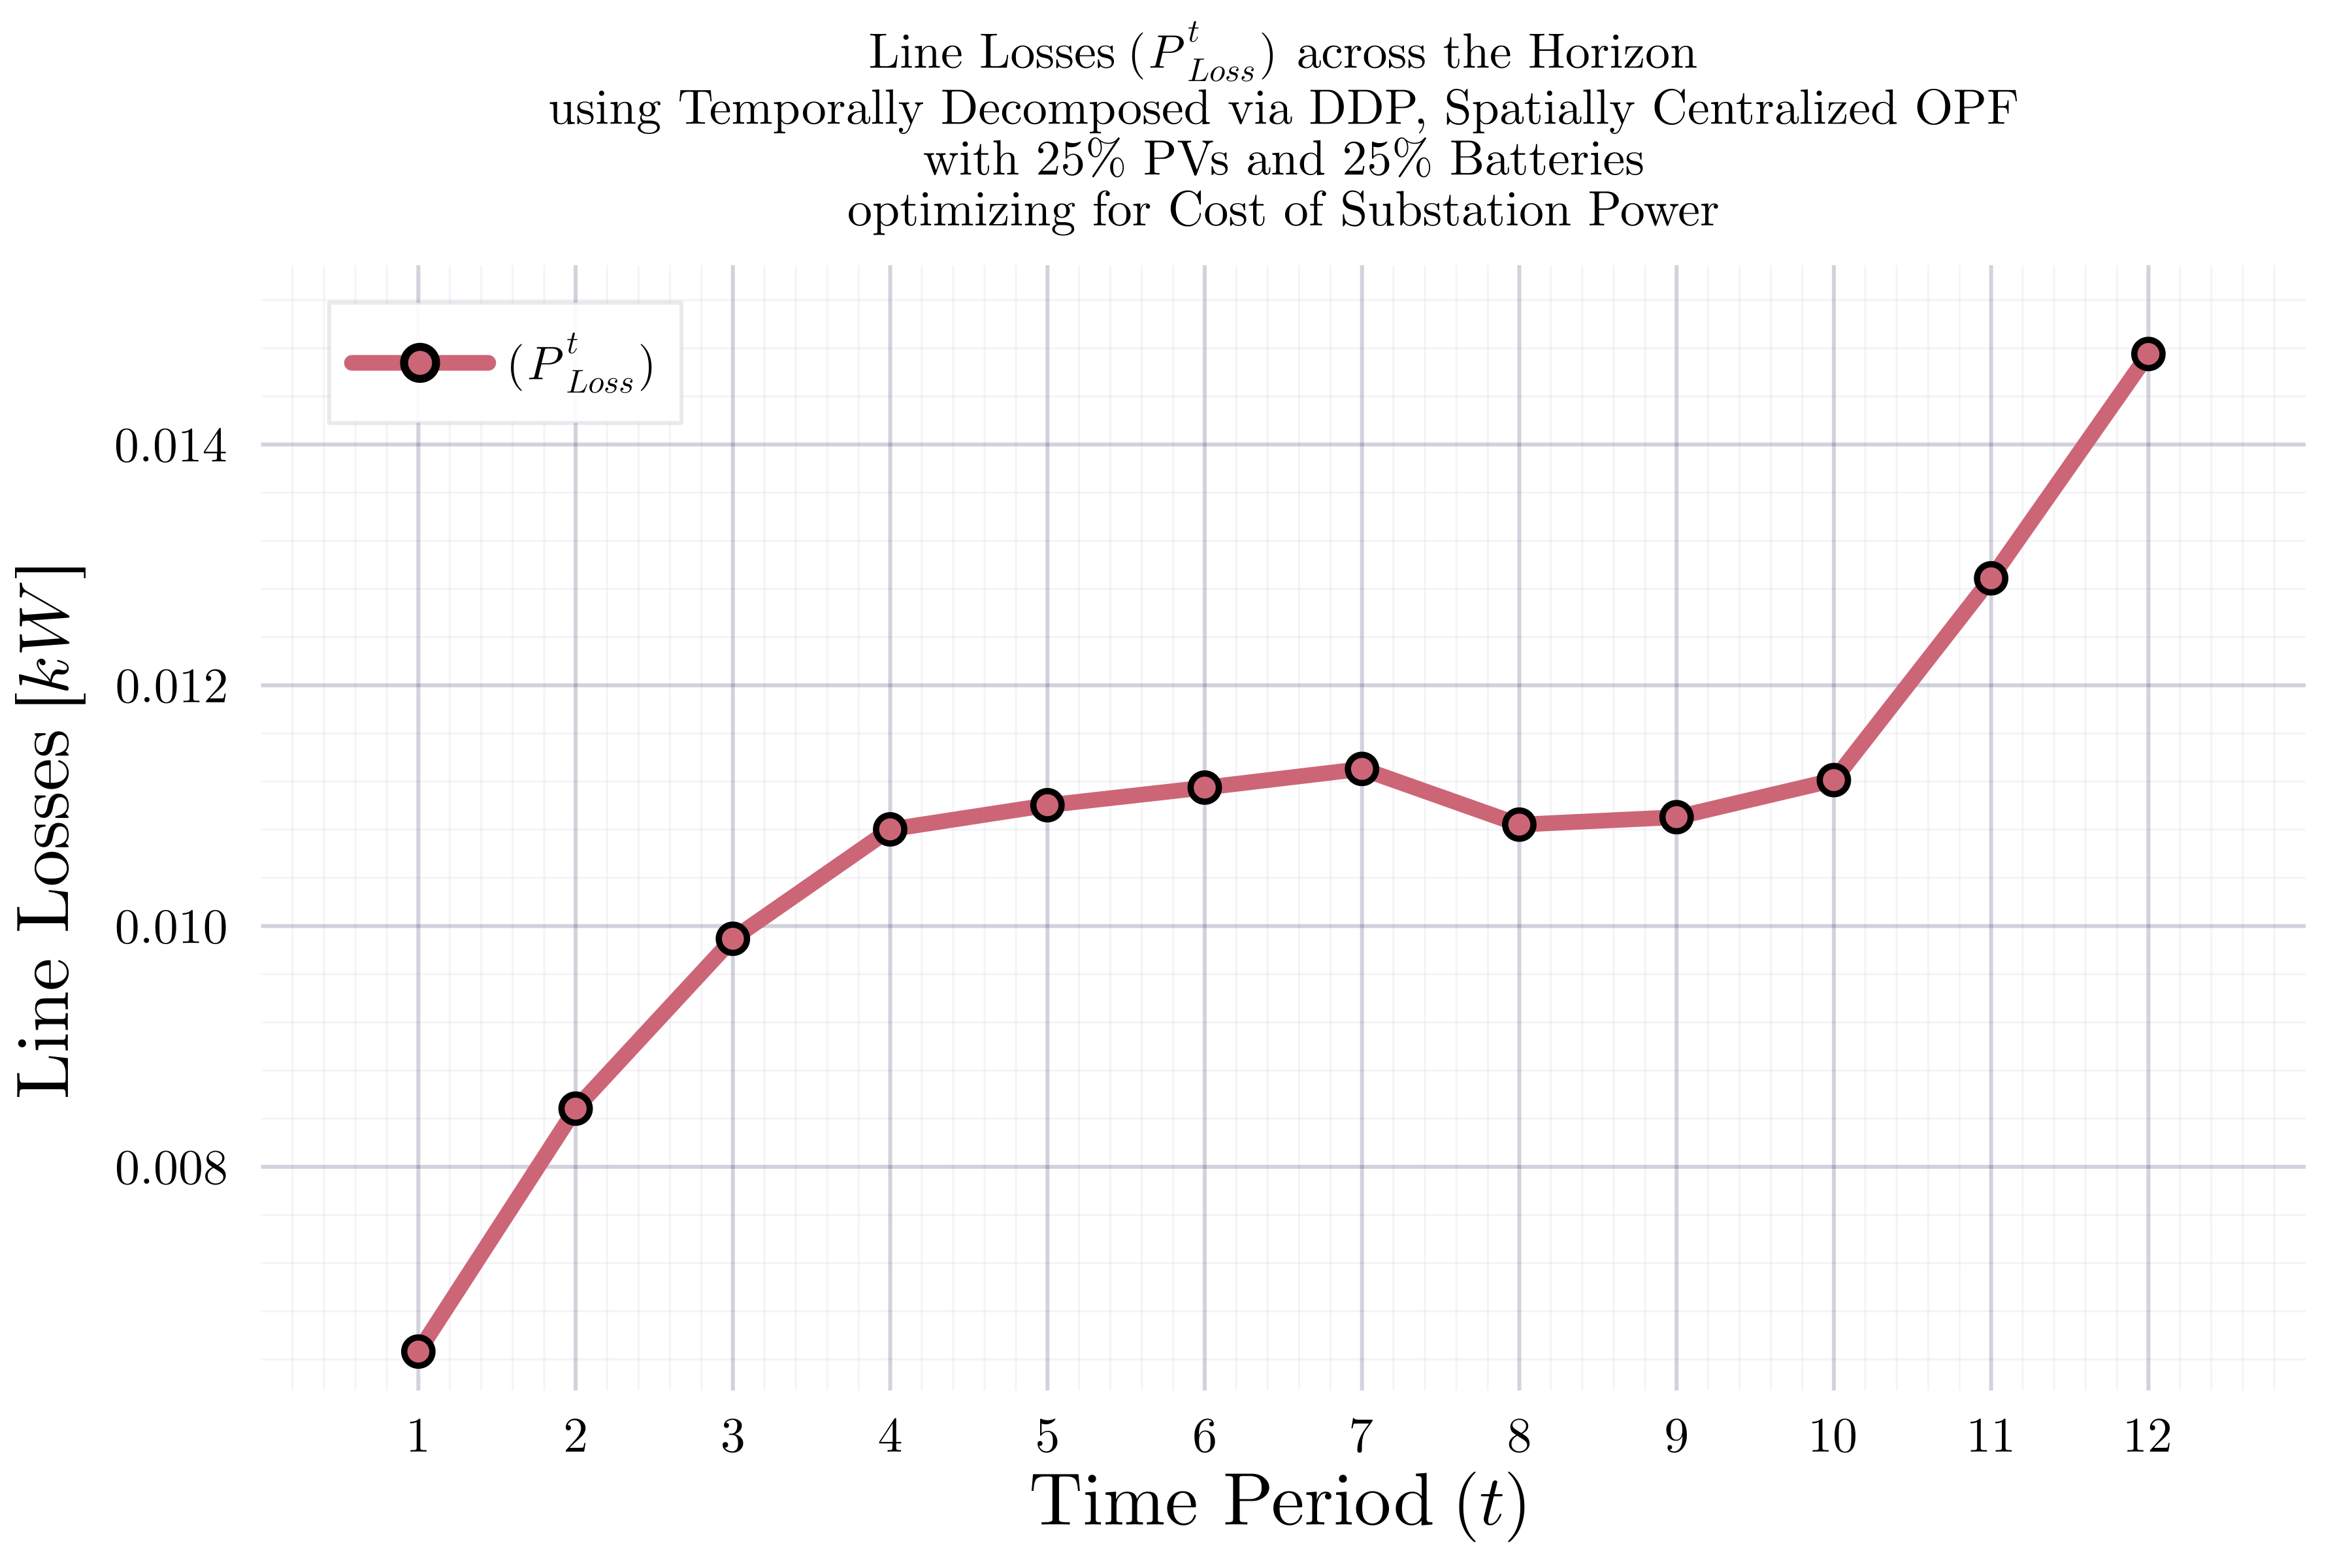 Line Losses (P^t_Loss) across the Horizon
using Temporally Decomposed via DDP, Spatially Centralized OPF
with 25% PVs and 25% Batteries
optimizing for Cost of Substation Power
(P^t_Loss)
Line Losses [kW]
0.014
0.012
0.010
0.008
1 2 3 4 5 6 7 8 9 10 11 12
Time Period (t)